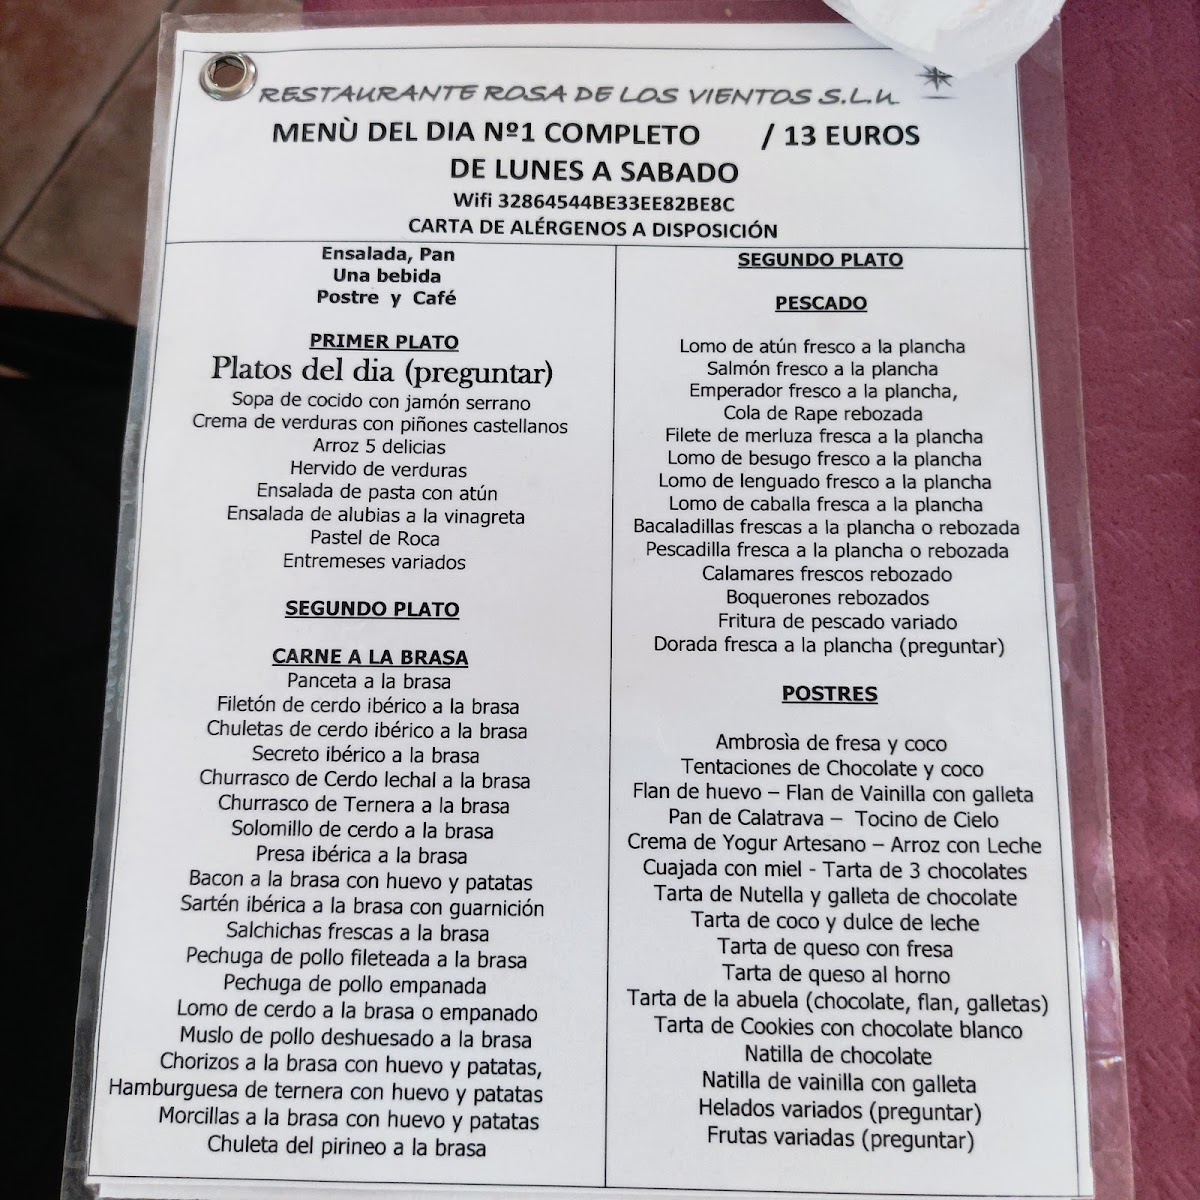 RESTAURANTE ROSA DE LOS VIENTOS S.L.U
MENÙ DEL DIA Nº1 COMPLETO / 13 EUROS
DE LUNES A SABADO
Wifi 32864544BE33EE82BE8C
CARTA DE ALÉRGENOS A DISPOSICIÓN
Ensalada, Pan
Una bebida
Postre y Café
PRIMER PLATO
Platos del dia (preguntar)
Sopa de cocido con jamón serrano
Crema de verduras con piñones castellanos
Arroz 5 delicias
Hervido de verduras
Ensalada de pasta con atún
Ensalada de alubias a la vinagreta
Pastel de Roca
Entremeses variados
SEGUNDO PLATO
CARNE A LA BRASA
Panceta a la brasa
Filetón de cerdo ibérico a la brasa
Chuletas de cerdo ibérico a la brasa
Secreto ibérico a la brasa
Churrasco de Cerdo lechal a la brasa
Churrasco de Ternera a la brasa
Solomillo de cerdo a la brasa
Presa ibérica a la brasa
Bacon a la brasa con huevo y patatas
Sartén ibérica a la brasa con guarnición
Salchichas frescas a la brasa
Pechuga de pollo fileteada a la brasa
Pechuga de pollo empanada
Lomo de cerdo a la brasa o empanado
Muslo de pollo deshuesado a la brasa
Chorizos a la brasa con huevo y patatas,
Hamburguesa de ternera con huevo y patatas
Morcillas a la brasa con huevo y patatas
Chuleta del pirineo a la brasa
SEGUNDO PLATO
PESCADO
Lomo de atún fresco a la plancha
Salmón fresco a la plancha
Emperador fresco a la plancha,
Cola de Rape rebozada
Filete de merluza fresca a la plancha
Lomo de besugo fresco a la plancha
Lomo de lenguado fresco a la plancha
Lomo de caballa fresca a la plancha
Bacaladillas frescas a la plancha o rebozada
Pescadilla fresca a la plancha o rebozada
Calamares frescos rebozado
Boquerones rebozados
Fritura de pescado variado
Dorada fresca a la plancha (preguntar)
POSTRES
Ambrosìa de fresa y coco
Tentaciones de Chocolate y coco
Flan de huevo – Flan de Vainilla con galleta
Pan de Calatrava – Tocino de Cielo
Crema de Yogur Artesano – Arroz con Leche
Cuajada con miel - Tarta de 3 chocolates
Tarta de Nutella y galleta de chocolate
Tarta de coco y dulce de leche
Tarta de queso con fresa
Tarta de queso al horno
Tarta de la abuela (chocolate, flan, galletas)
Tarta de Cookies con chocolate blanco
Natilla de chocolate
Natilla de vainilla con galleta
Helados variados (preguntar)
Frutas variadas (preguntar)